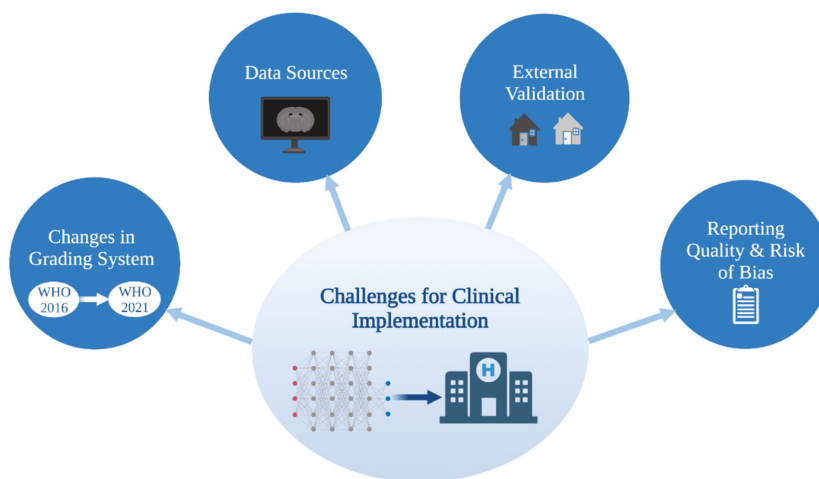 Data Sources
External
Validation
Changes in
Grading System
WHO
2016
WHO
2021
Reporting
Quality & Risk
of Bias
Challenges for Clinical
Implementation
H